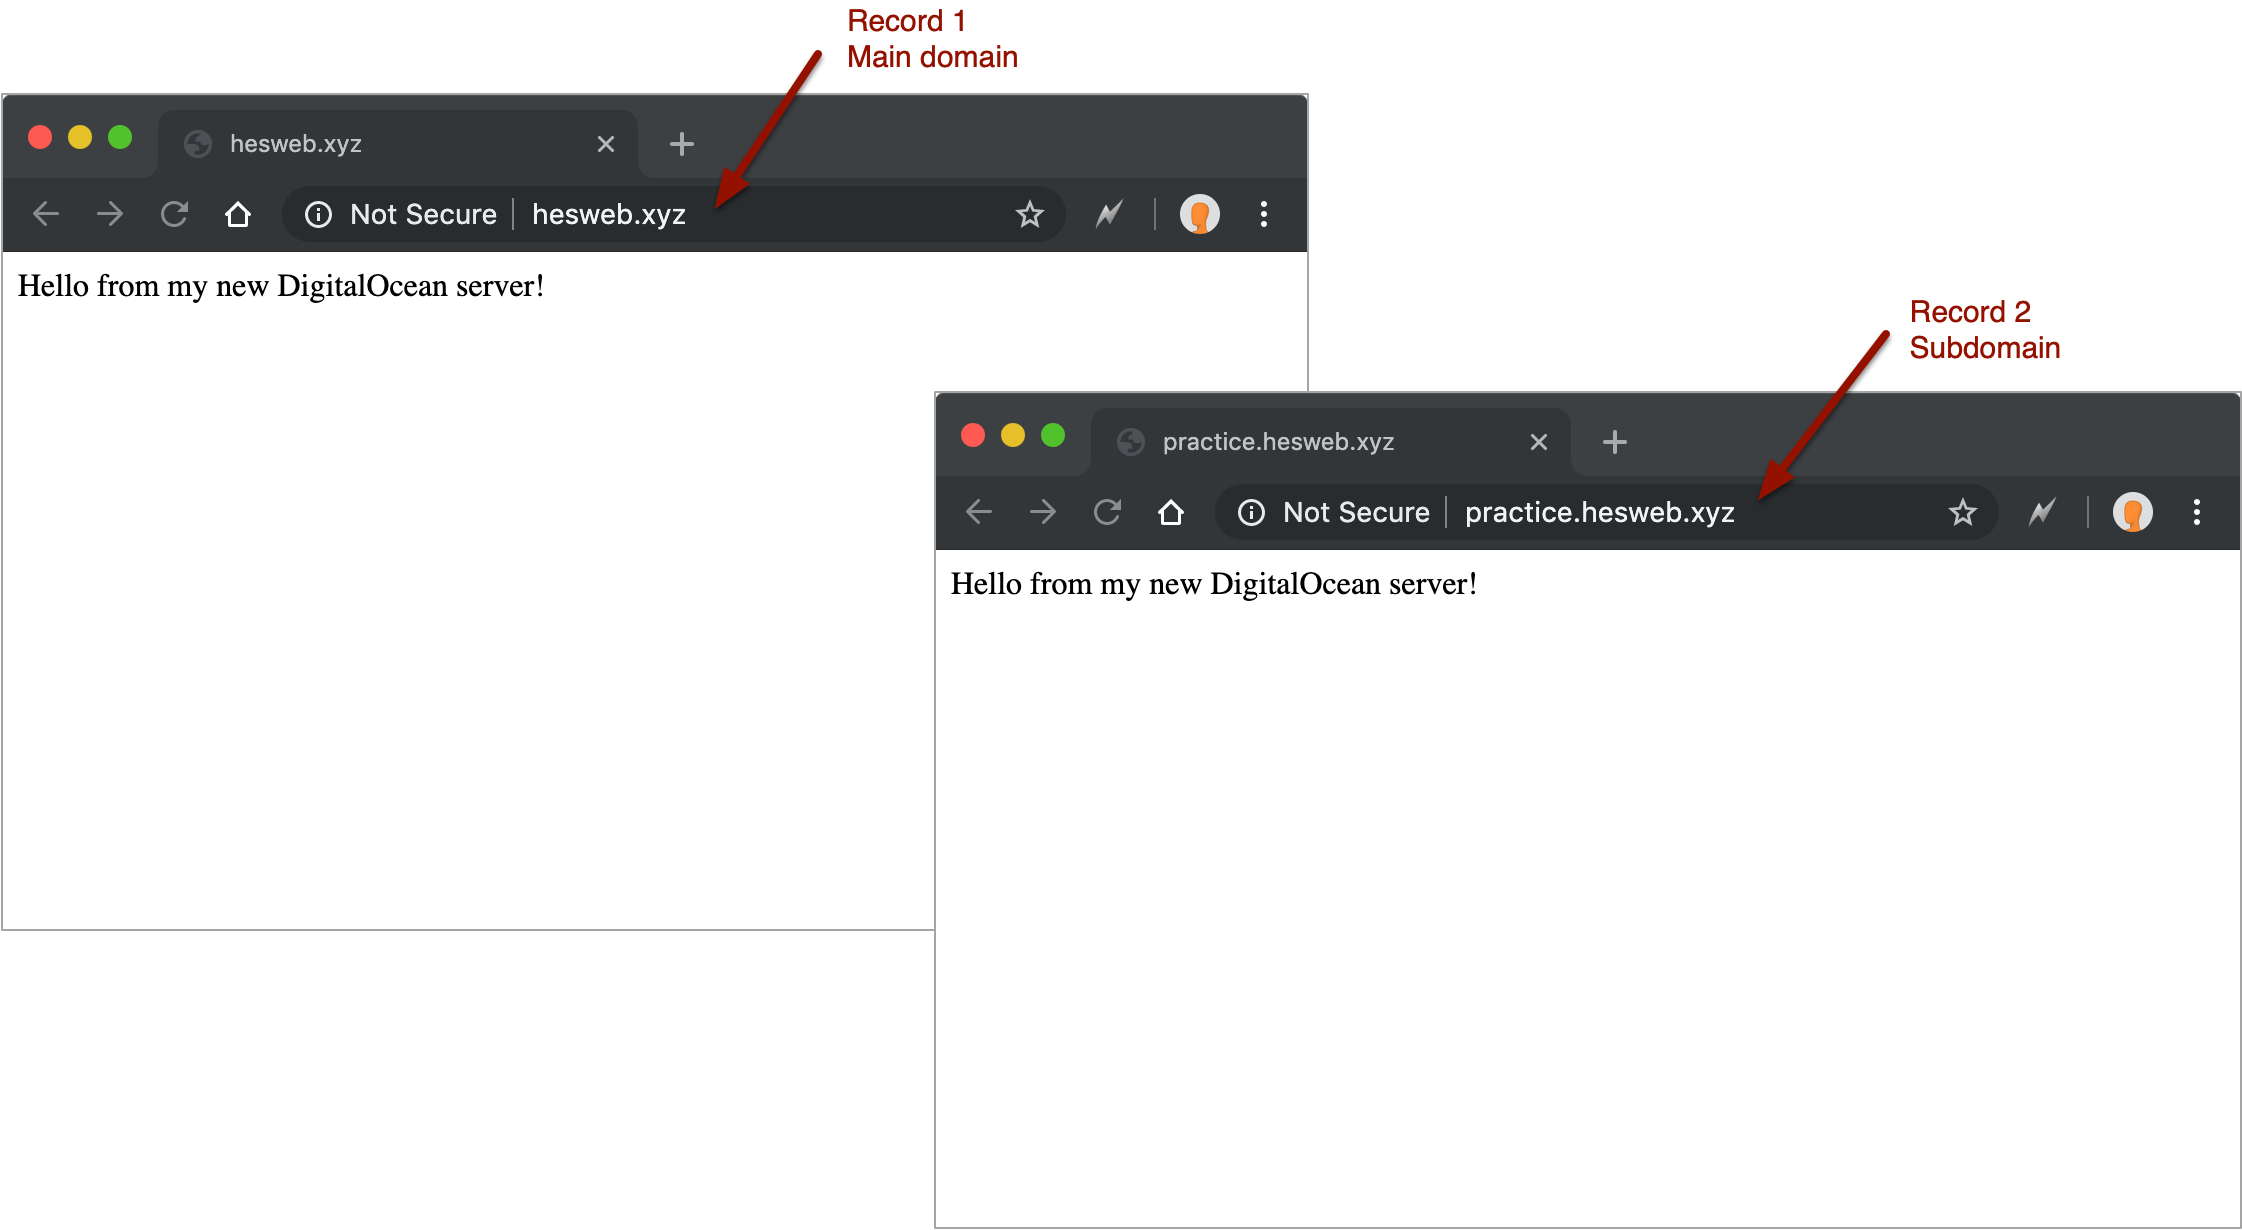 Record 1
Main domain
hesweb.xyz
Not Secure
hesweb.xyz
Hello from my new DigitalOcean server!
Record 2
Subdomain
practice.hesweb.xyz
Not Secure
practice.hesweb.xyz
Hello from my new DigitalOcean server!